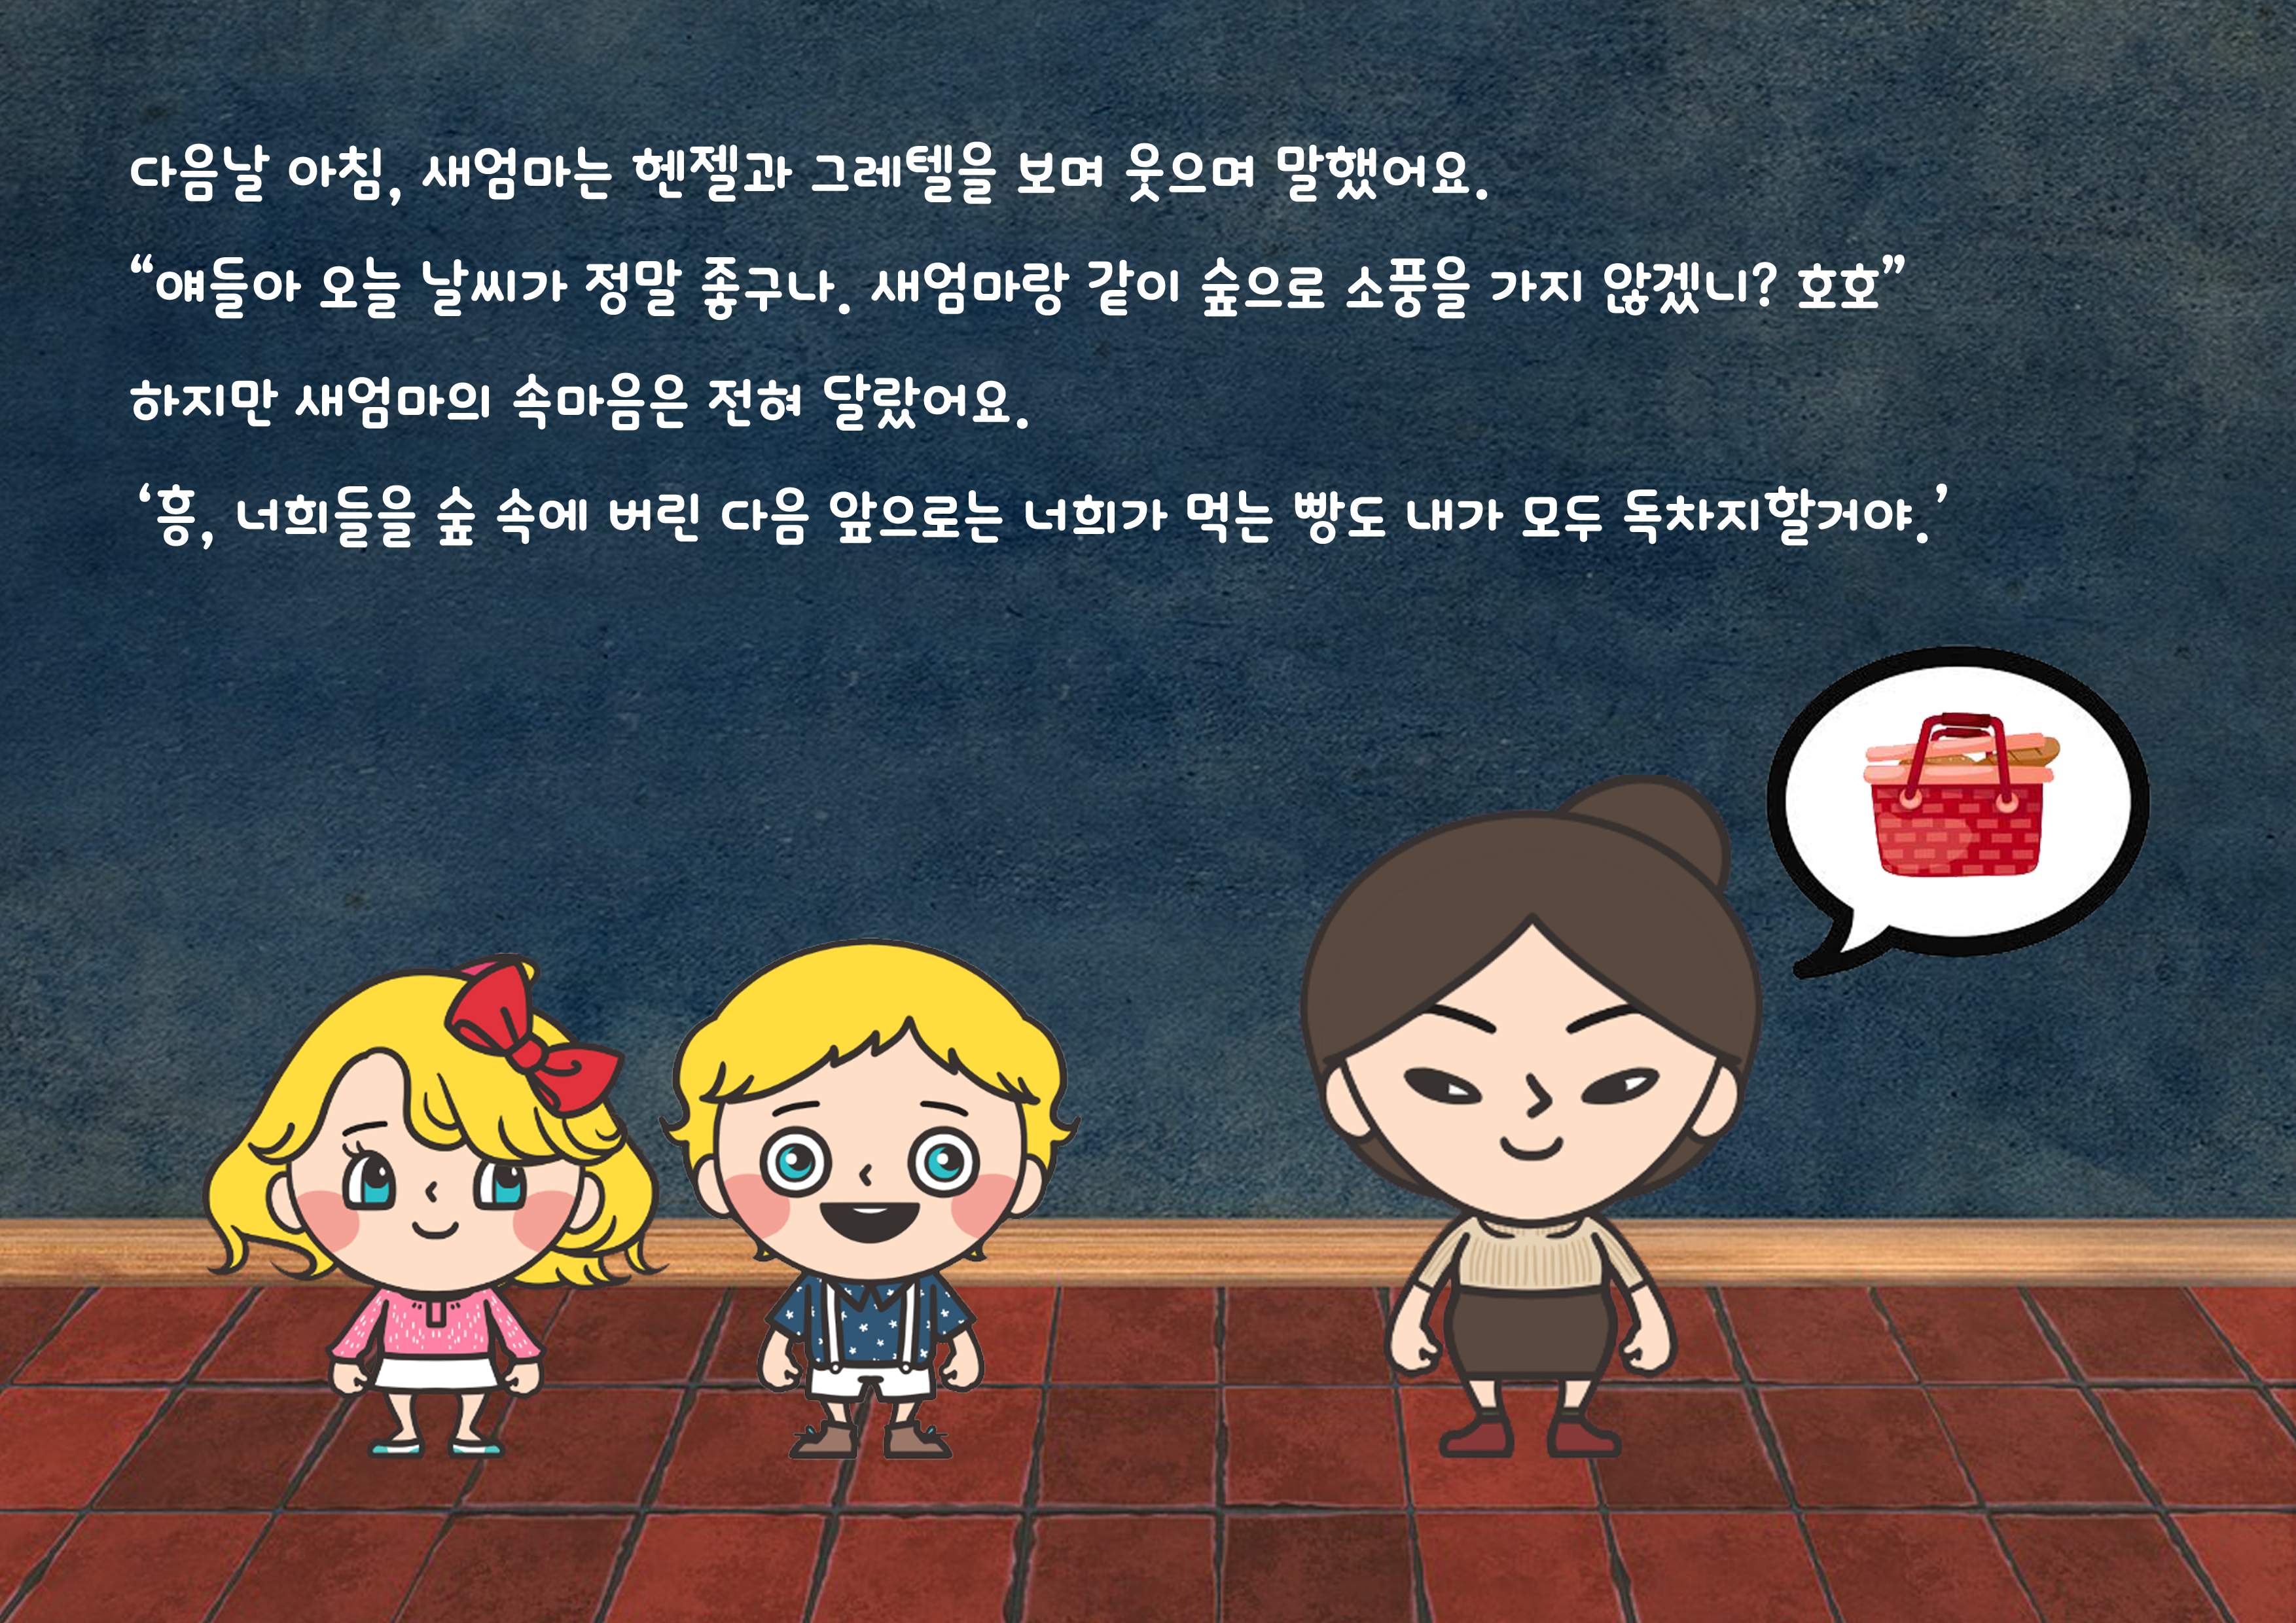 다음날 아침, 새엄마는 헨젤과 그레텔을 보며 웃으며 말했어요.
“얘들아 오늘 날씨가 정말 좋구나. 새엄마랑 같이 숲으로 소풍을 가지 않겠니? 호호”
하지만 새엄마의 속마음은 전혀 달랐어요.
‘흥, 너희들을 숲 속에 버린 다음 앞으로는 너희가 먹는 빵도 내가 모두 독차지할거야.’